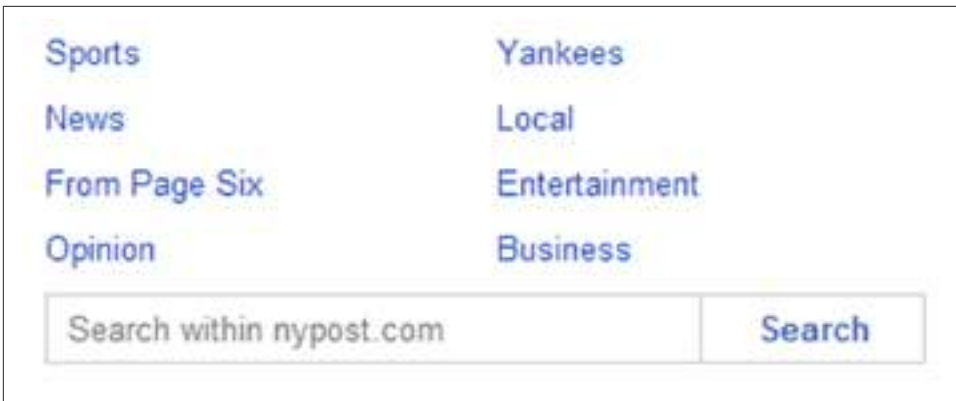 Sports Yankees
News Local
From Page Six Entertainment
Opinion Business
Search within nypost.com Search